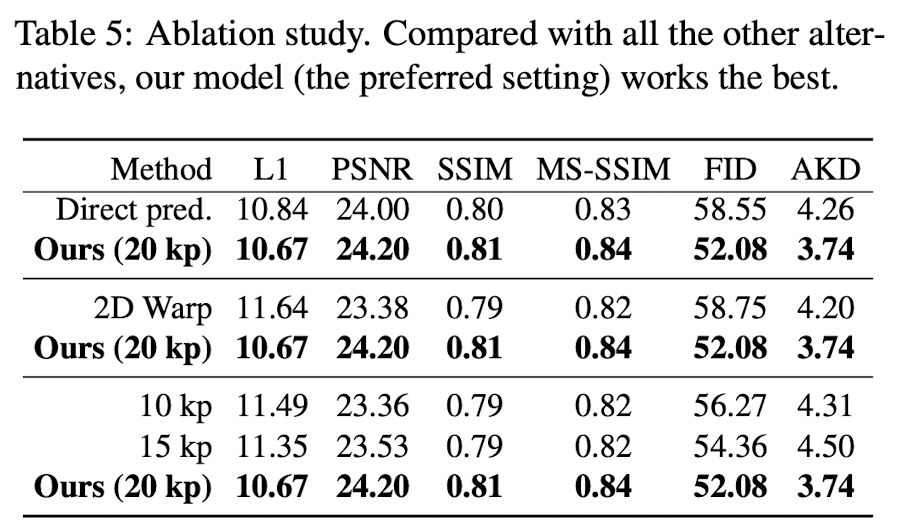 Table 5: Ablation study. Compared with all the other alter-
natives, our model (the preferred setting) works the best.
Method L1 PSNR SSIM MS-SSIM FID AKD
Direct pred. 10.84 24.00 0.80 0.83 58.55 4.26
Ours (20 kp) 10.67 24.20 0.81 0.84 52.08 3.74
2D Warp 11.64 23.38 0.79 0.82 58.75 4.20
Ours (20 kp) 10.67 24.20 0.81 0.84 52.08 3.74
10 kp 11.49 23.36 0.79 0.82 56.27 4.31
15 kp 11.35 23.53 0.79 0.82 54.36 4.50
Ours (20 kp) 10.67 24.20 0.81 0.84 52.08 3.74